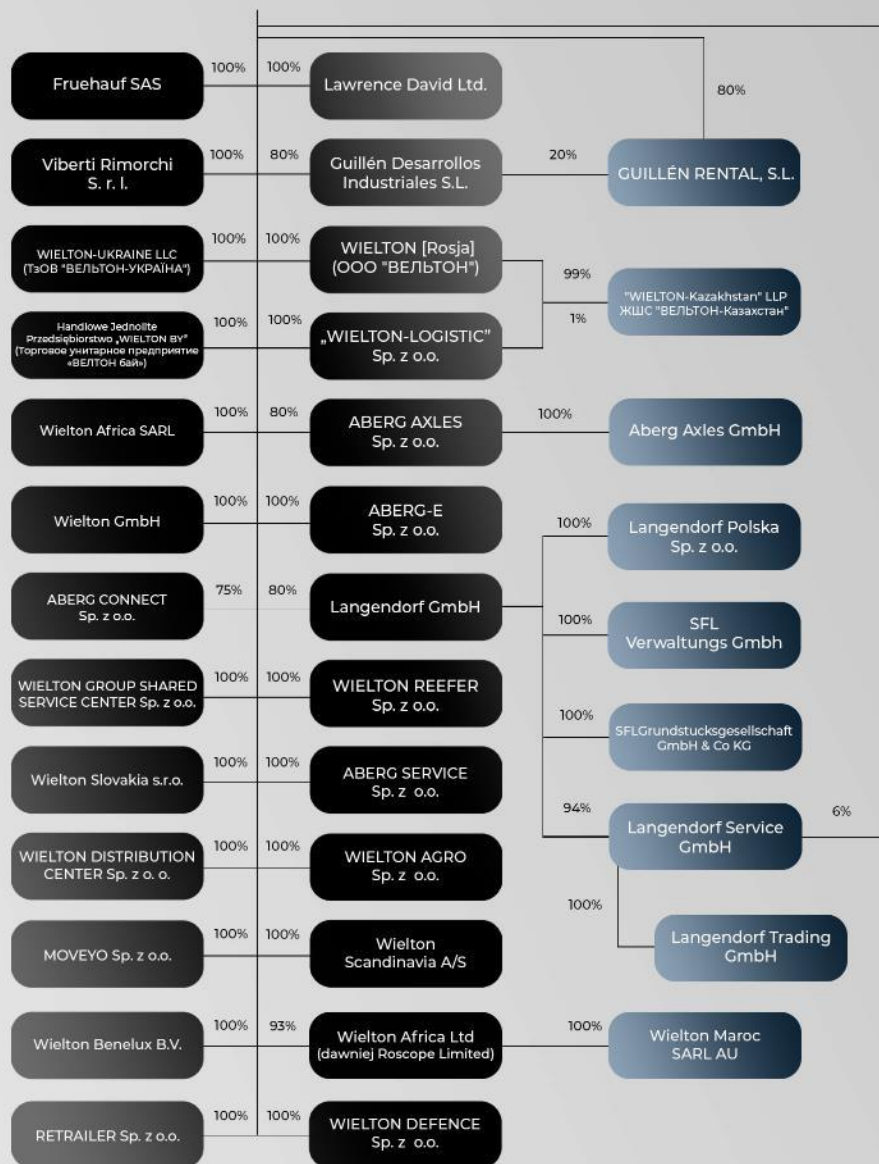 80%
Fruehauf SAS
100%
100%
Lawrence David Ltd.
Viberti Rimorchi
S. r. l.
100%
80%
Guillén Desarrollos
Industriales S.L.
20%
GUILLÉN RENTAL, S.L.
WIELTON-UKRAINE LLC
(ТзОВ "ВЕЛЬТОН-УКРАЇНА")
100%
100%
WIELTON [Rosja]
(OOO "ВЕЛЬТОН")
99%
"WIELTON-Kazakhstan" LLP
ЖШС "ВЕЛЬТОН-Казахстан"
1%
Handlowe Jednolite
Przedsiębiorstwo „WIELTON BY"
(Торговое унитарное предприятие
«ВЕЛТОН бай»)
100%
100%
„WIELTON-LOGISTIC”
Sp. z o.o.
Wielton Africa SARL
100%
80%
ABERG AXLES
Sp. z o.o.
100%
Aberg Axles GmbH
Wielton GmbH
100%
100%
ABERG-E
Sp. z o.o.
100%
Langendorf Polska
Sp. z o.o.
ABERG CONNECT
Sp. z o.o.
75%
80%
Langendorf GmbH
100%
SFL
Verwaltungs Gmbh
WIELTON GROUP SHARED
SERVICE CENTER Sp. z o.o.
100%
100%
WIELTON REEFER
Sp. z o.o.
100%
SFLGrundstucksgesellschaft
GmbH & Co KG
Wielton Slovakia s.r.o.
100%
100%
ABERG SERVICE
Sp. z o.o.
94%
Langendorf Service
GmbH
6%
WIELTON DISTRIBUTION
CENTER Sp. z o. o.
100%
100%
WIELTON AGRO
Sp. z o.o.
100%
Langendorf Trading
GmbH
MOVEYO Sp. z o.o.
100%
100%
Wielton
Scandinavia A/S
Wielton Benelux B.V.
100%
93%
Wielton Africa Ltd
(dawniej Roscope Limited)
100%
Wielton Maroc
SARL AU
RETRAILER Sp. z o.o.
100%
100%
WIELTON DEFENCE
Sp. z o.o.